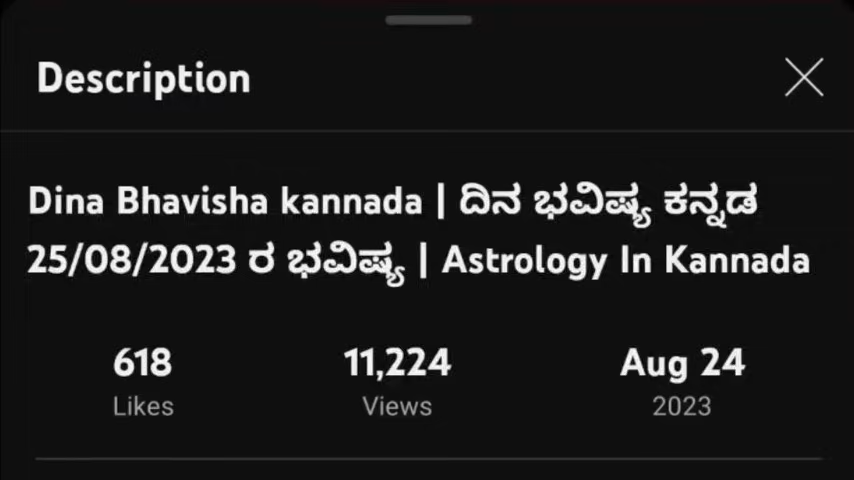 Description
Dina Bhavisha kannada | ದಿನ ಭವಿಷ್ಯ ಕನ್ನಡ
25/08/2023 ರ ಭವಿಷ್ಯ | Astrology In Kannada
618 11,224 Aug 24
Likes Views 2023